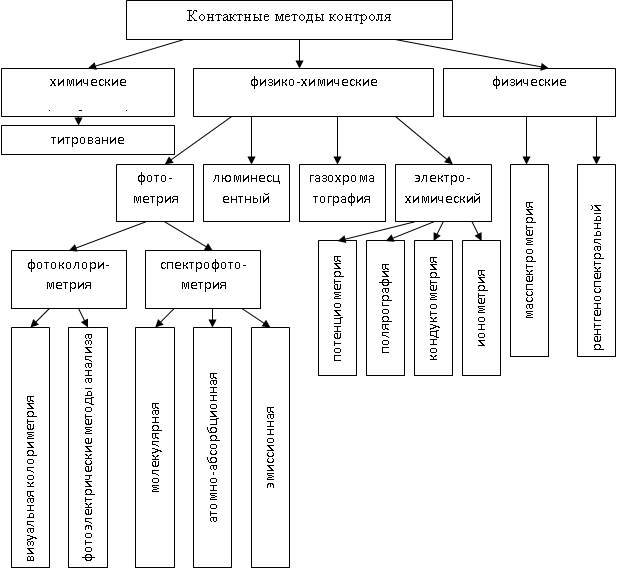 Контактные методы контроля
химические
физико-химические
физические
титрование
фото-
метрия
люминесц
ентный
газохрома
тография
электро-
химический
масспектрометрия
рентгеноспектральный
фотоколори-
метрия
спектрофото-
метрия
потенциометрия
полярография
кондуктометрия
ионометрия
визуальная колориметрия
фотоэлектрические методы анализа
молекулярная
атомно-абсорбционная
эмиссионная